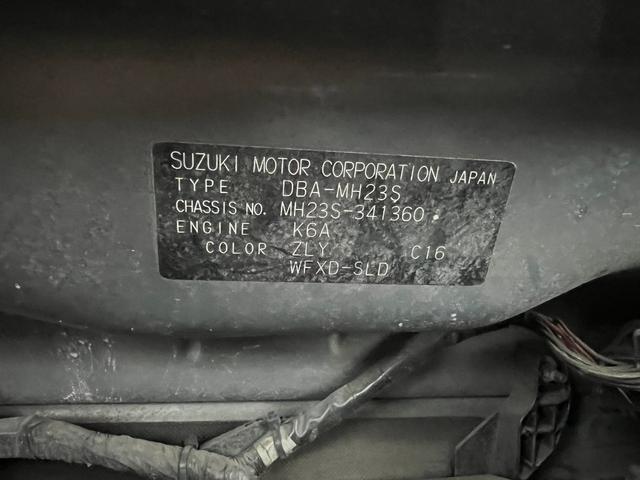 SUZUKI MOTOR CORPORATION JAPAN
TYPE DBA-MH23S
CHASSIS NO. MH23S-341360
ENGINE K6A
COLOR ZLY C16
WFXD-SLD